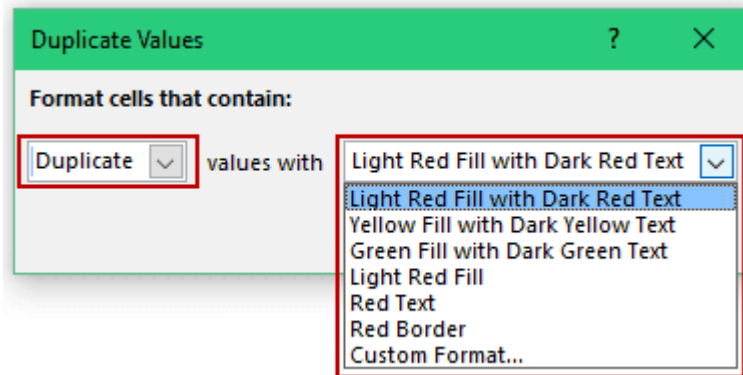 Duplicate Values ? ×
Format cells that contain:
Duplicate values with Light Red Fill with Dark Red Text
Light Red Fill with Dark Red Text
Yellow Fill with Dark Yellow Text
Green Fill with Dark Green Text
Light Red Fill
Red Text
Red Border
Custom Format...